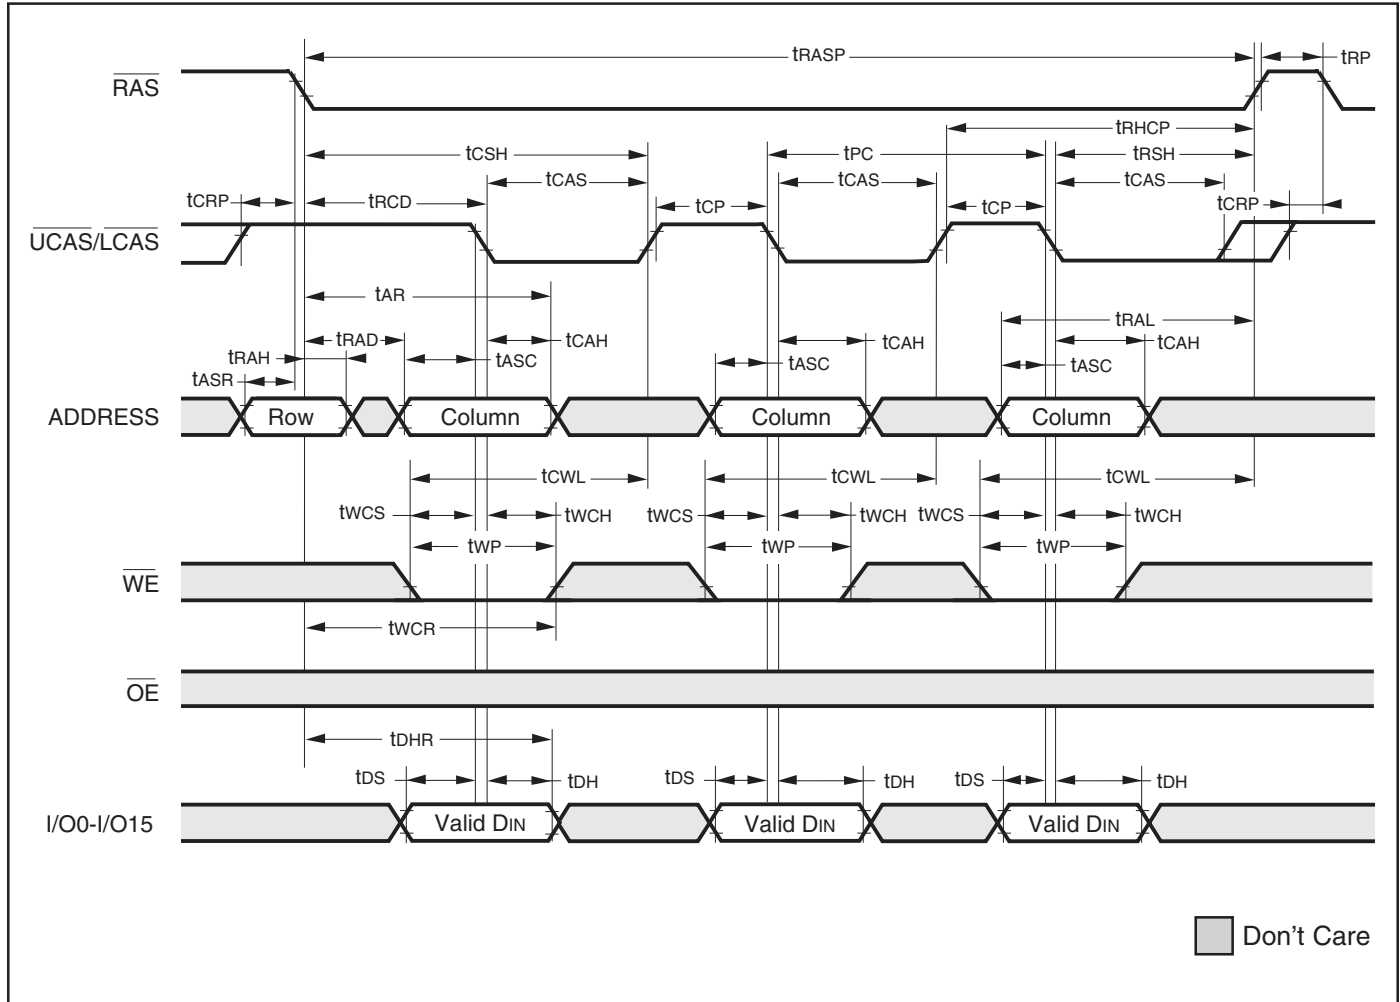 tRASP
tRP
RAS
tRHCP
tCSH
tPC
tRSH
tCAS
tCAS
tCAS
tCRP
tRCD
tCP
tCP
tCRP
UCAS/LCAS
tAR
tRAL
tRAD
tCAH
tCAH
tCAH
tRAH
tASC
tASC
tASC
tASR
ADDRESS
Row
Column
Column
Column
tCWL
tCWL
tCWL
tWCS
tWCH
tWCS
tWCH
tWCS
tWCH
tWP
tWP
tWP
WE
tWCR
OE
tDHR
tDS
tDH
tDS
tDH
tDS
tDH
I/O0-I/O15
Valid DIN
Valid DIN
Valid DIN
Don't Care